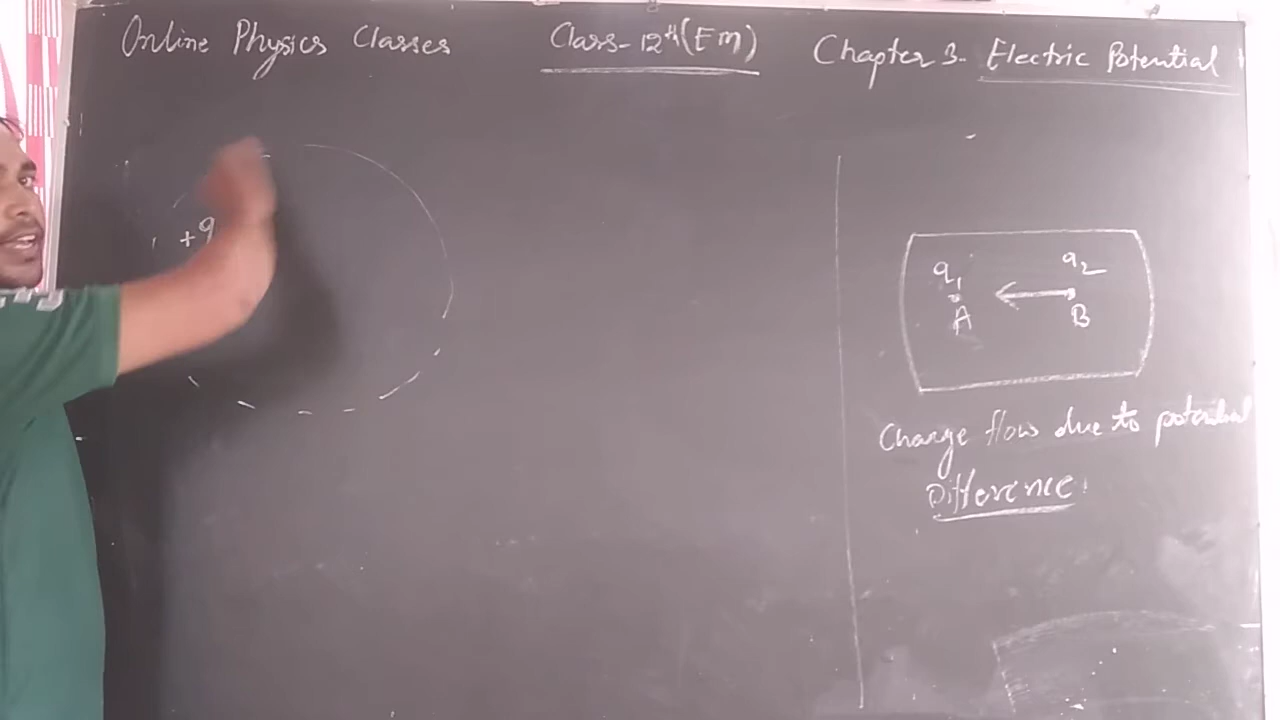 Online Physics Classes Class-12th(EM) Chapter 3. Electric Potential
+q
q1 q2
A B
Charge flow due to potential
Difference